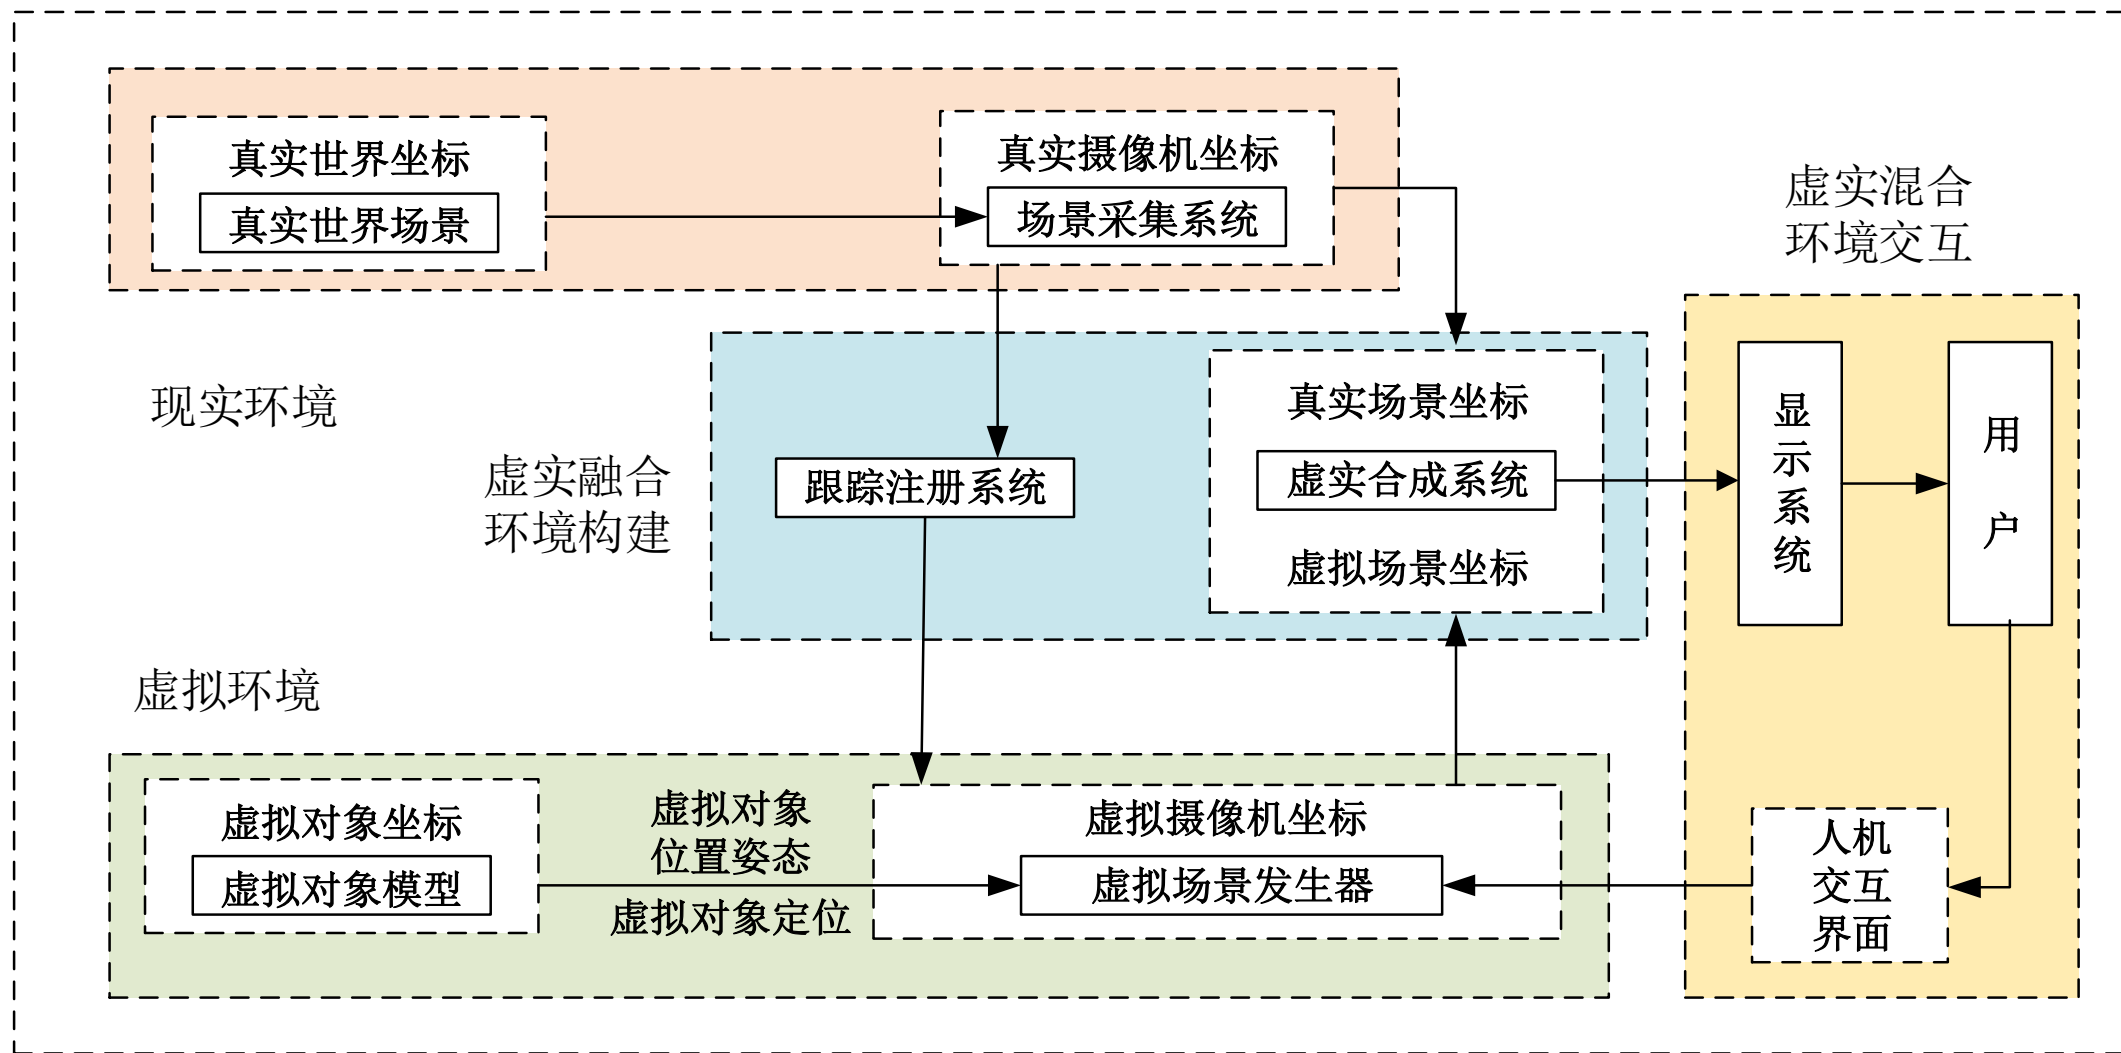 真实世界坐标
真实世界场景
真实摄像机坐标
场景采集系统
虚实混合
环境交互
现实环境
虚实融合
环境构建
跟踪注册系统
真实场景坐标
虚实合成系统
虚拟场景坐标
显
示
系
统
用
户
虚拟环境
虚拟对象坐标
虚拟对象模型
虚拟对象
位置姿态
虚拟对象定位
虚拟摄像机坐标
虚拟场景发生器
人机
交互
界面